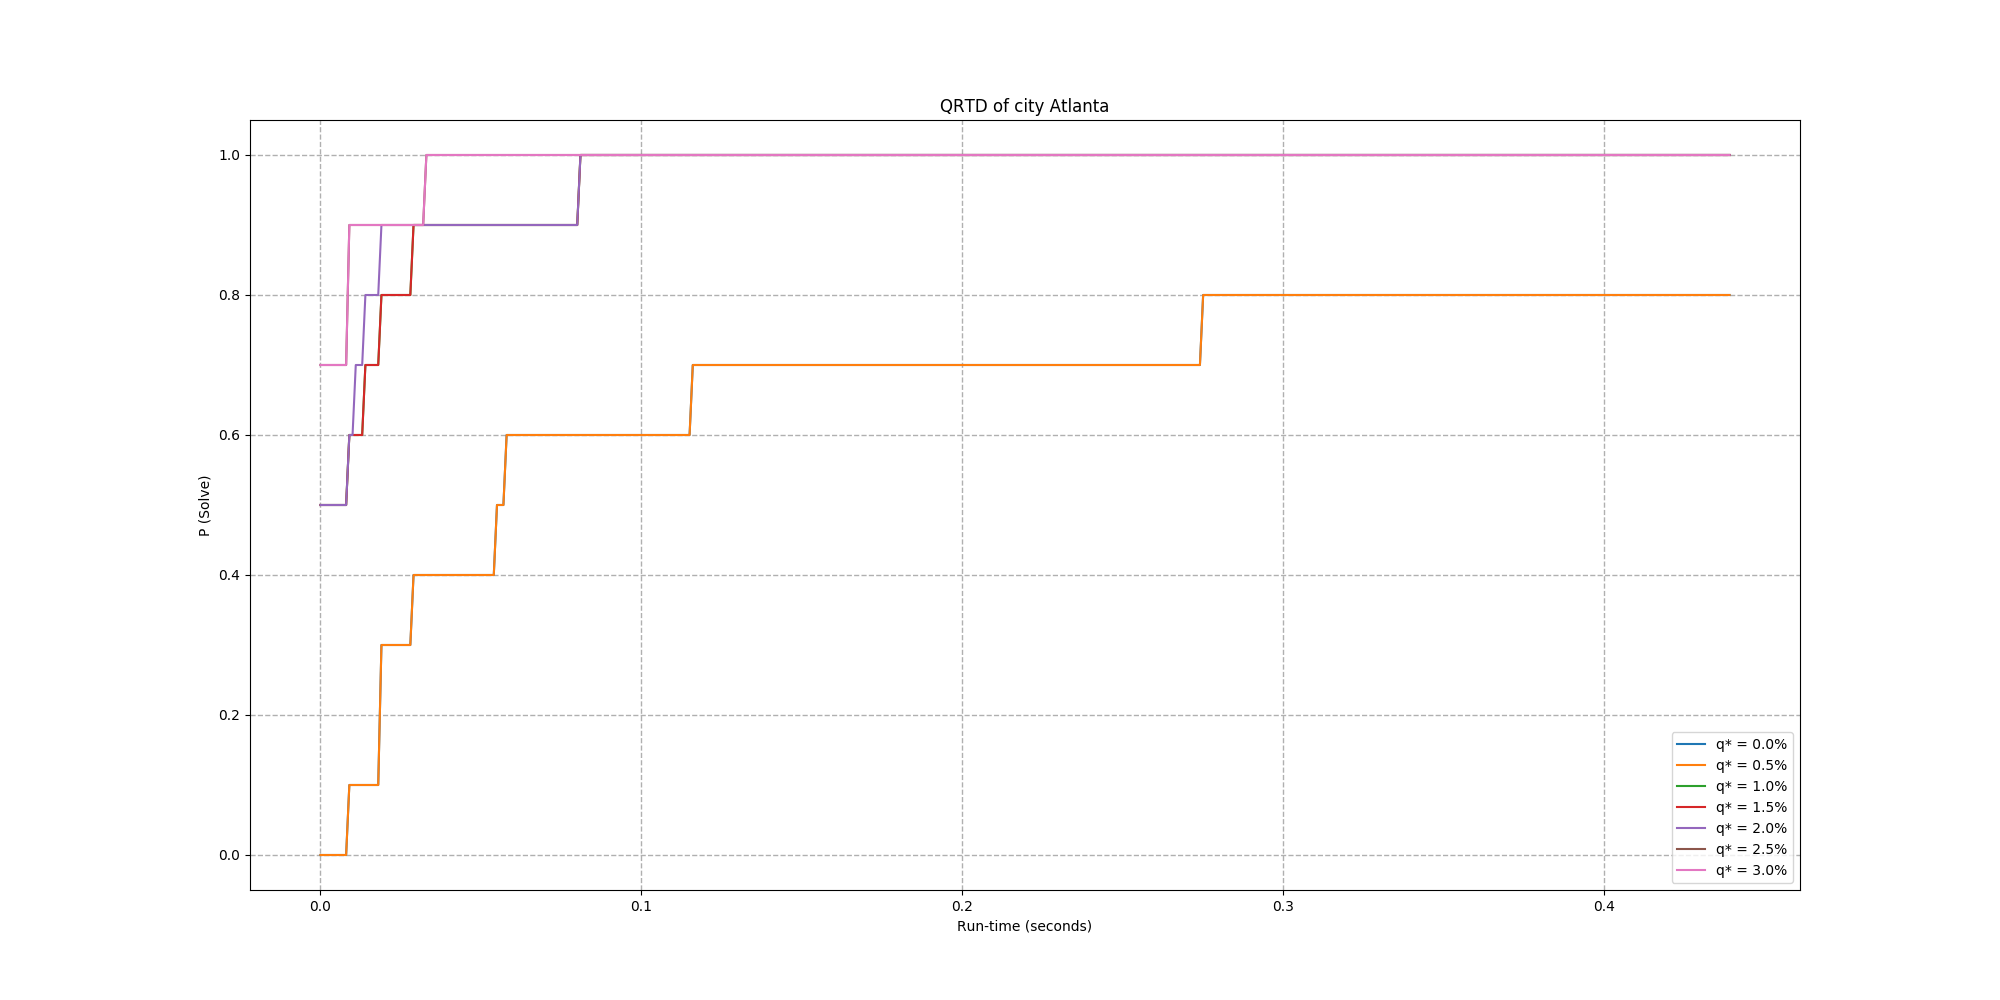 QRTD of city Atlanta
1.0
0.8
0.6
0.4
0.2
0.0
P (Solve)
q* = 0.0%
q* = 0.5%
q* = 1.0%
q* = 1.5%
q* = 2.0%
q* = 2.5%
q* = 3.0%
0.0 0.1 0.2 0.3 0.4
Run-time (seconds)